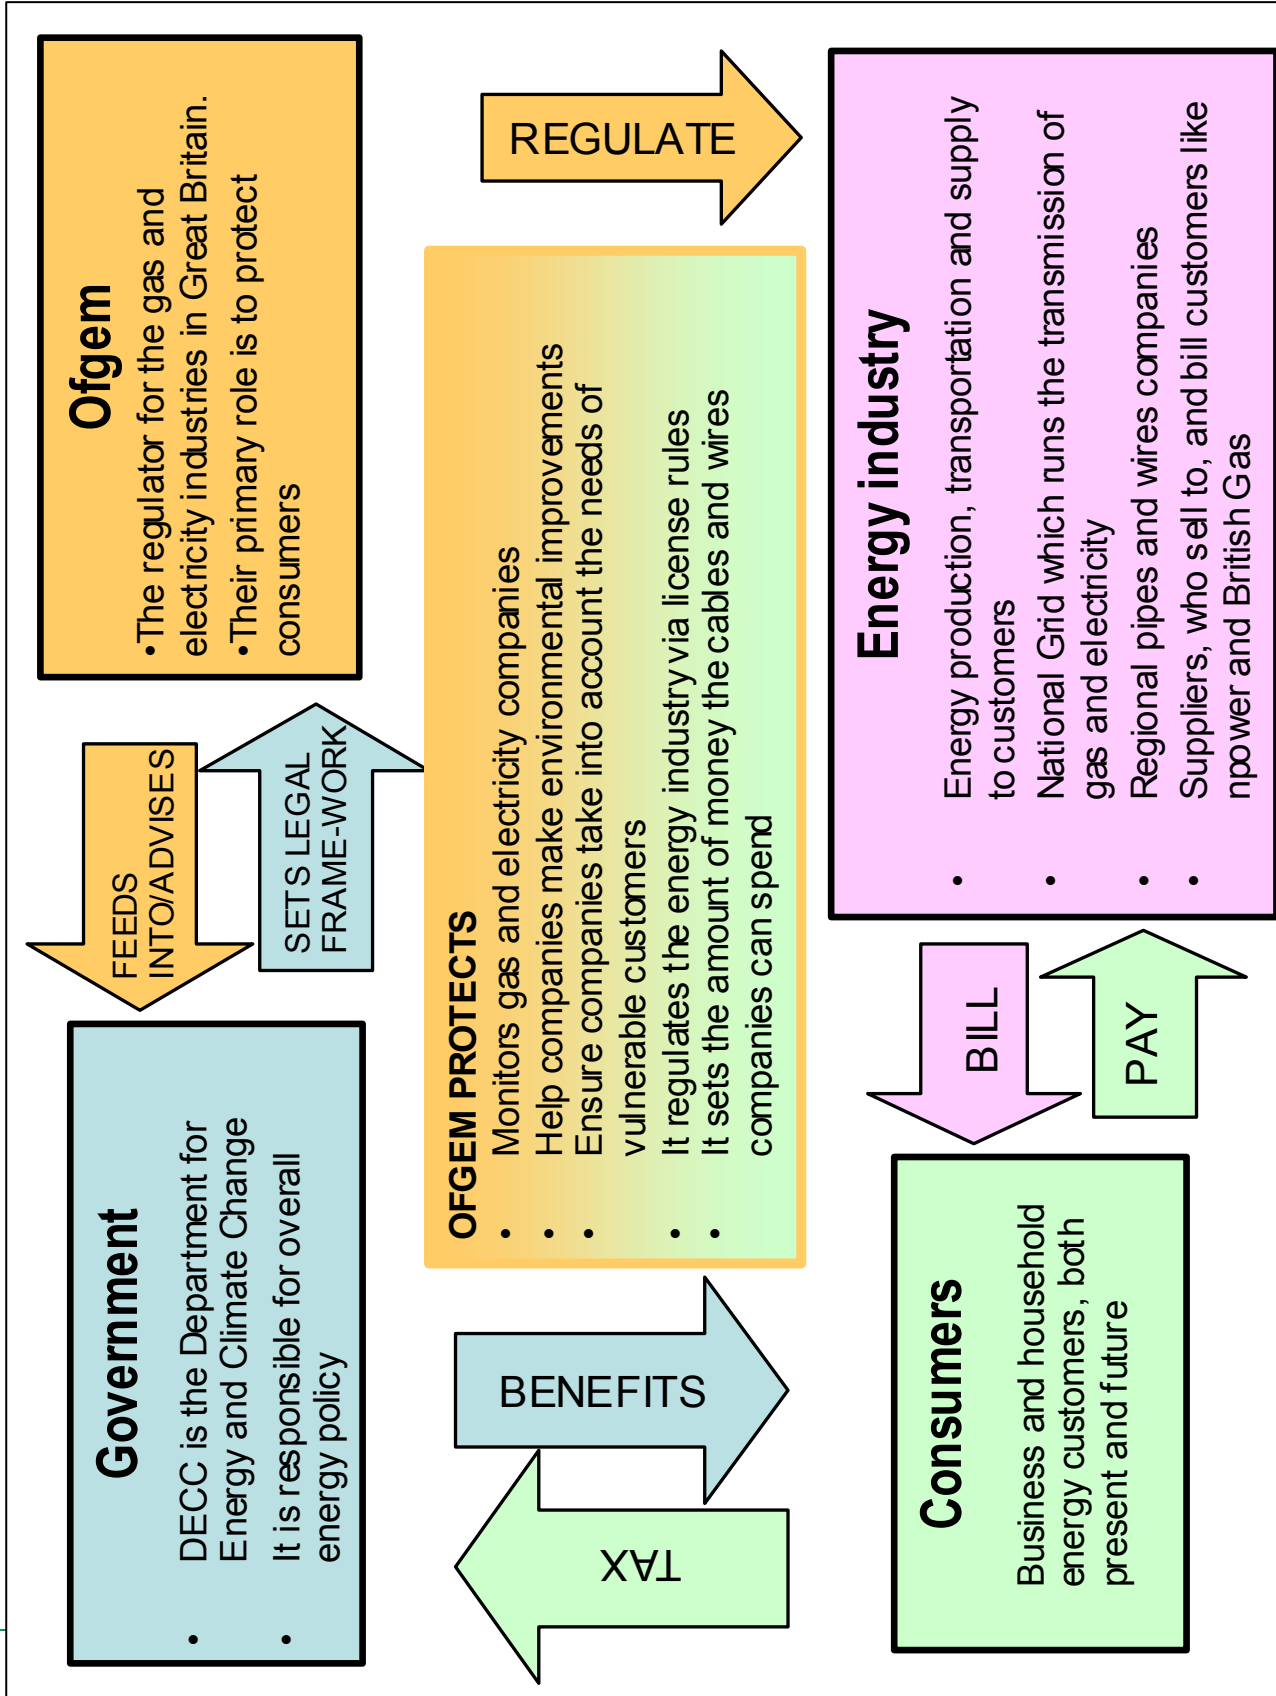 Government
• DECC is the Department for
Energy and Climate Change
• It is responsible for overall
energy policy
FEEDS
INTO/ADVISES
SETS LEGAL
FRAME-WORK
Ofgem
•The regulator for the gas and
electricity industries in Great Britain.
•Their primary role is to protect
consumers
TAX
BENEFITS
OFGEM PROTECTS
• Monitors gas and electricity companies
• Help companies make environmental improvements
• Ensure companies take into account the needs of
vulnerable customers
• It regulates the energy industry via license rules
• It sets the amount of money the cables and wires
companies can spend
REGULATE
Consumers
Business and household
energy customers, both
present and future
BILL
PAY
Energy industry
• Energy production, transportation and supply
to customers
• National Grid which runs the transmission of
gas and electricity
• Regional pipes and wires companies
• Suppliers, who sell to, and bill customers like
npower and British Gas